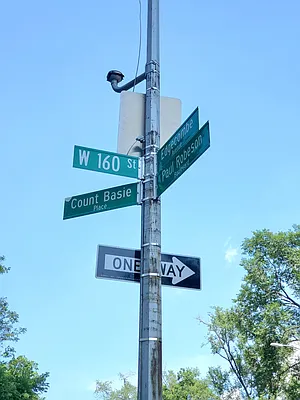 W 160 St
Edgecombe
Count Basie
Place
Paul Robeson
ONE WAY